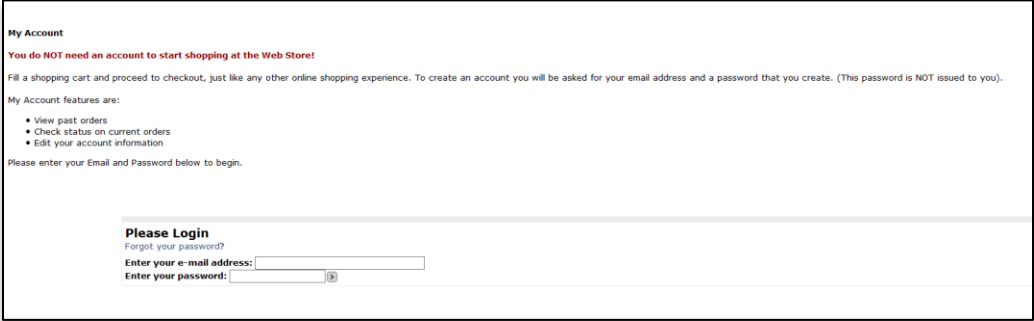 My Account
You do NOT need an account to start shopping at the Web Store!
Fill a shopping cart and proceed to checkout, just like any other online shopping experience. To create an account you will be asked for your email address and a password that you create. (This password is NOT issued to you).
My Account features are:
• View past orders
• Check status on current orders
• Edit your account information
Please enter your Email and Password below to begin.
Please Login
Forgot your password?
Enter your e-mail address:
Enter your password: